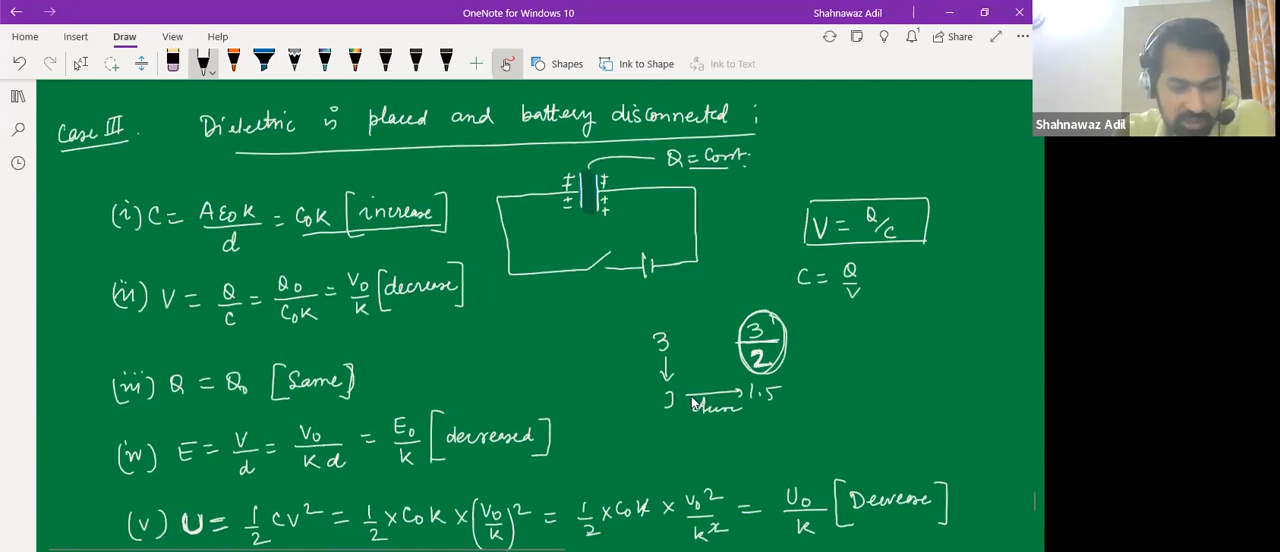 OneNote for Windows 10
Shahnawaz Adil
Home Insert Draw View Help
Share
Shapes Ink to Shape Ink to Text
Shahnawaz Adil
Case III. Dielectric is placed and battery disconnected ;
Q = Const.
(i) C = Aε0k/d = C0k [increase]
V = Q/C
C = Q/V
(ii) V = Q/C = Q0/C0k = V0/k [decrease]
3 3/2
1.5
(iii) Q = Q0 [Same]
(iv) E = V/d = V0/kd = E0/k [decreased]
(v) U = 1/2 CV² = 1/2 × C0k × (V0/k)² = 1/2 × C0k × V0²/k² = U0/k [Decrease]